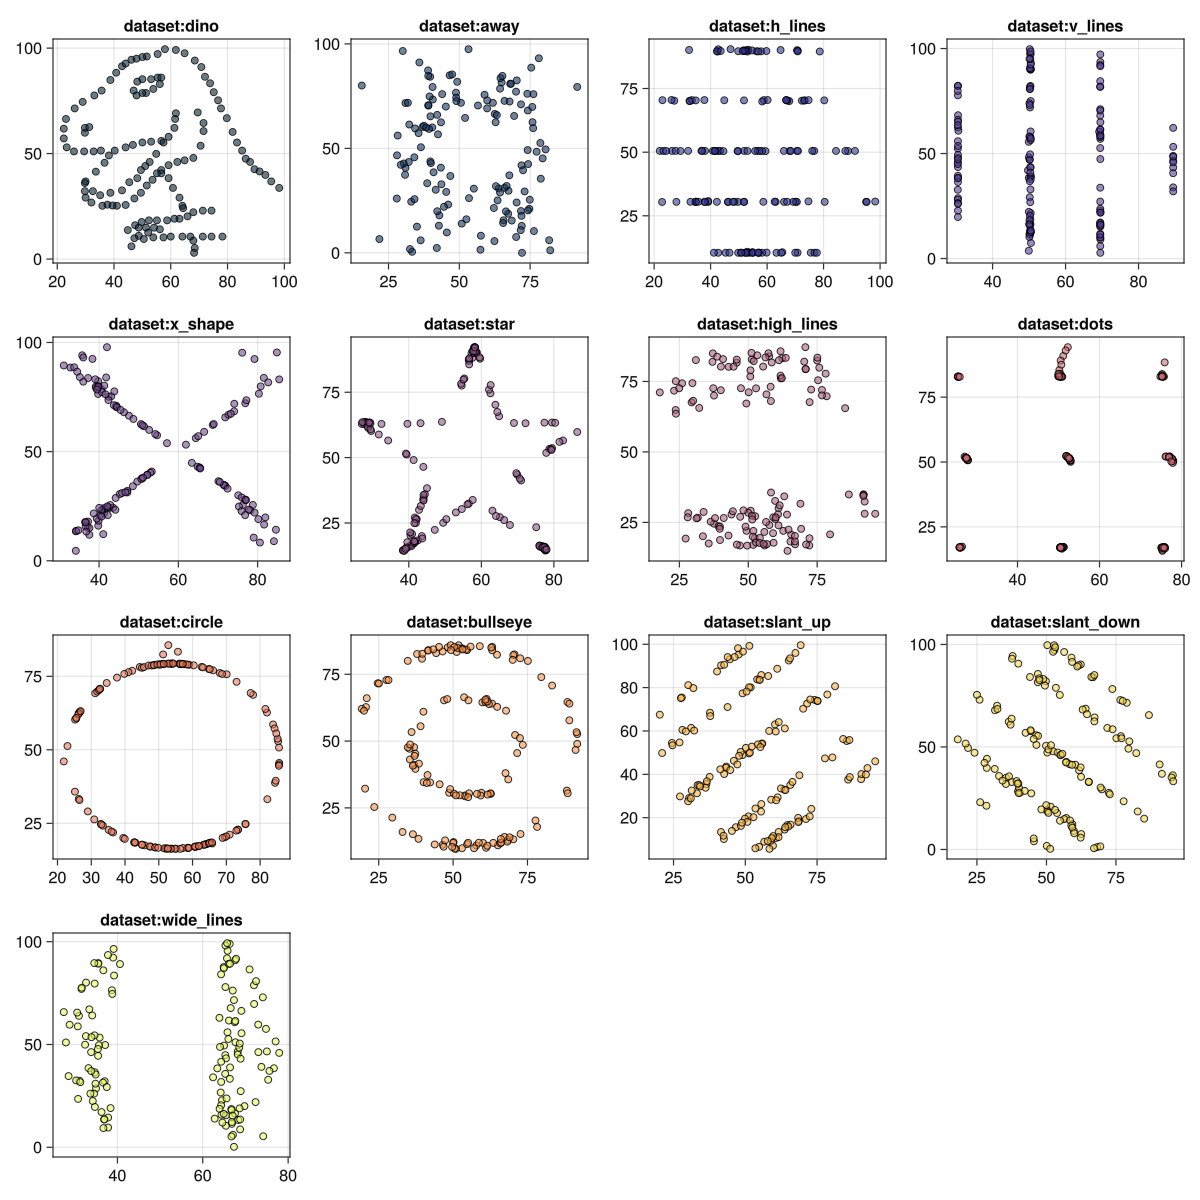 dataset:dino dataset:away dataset:h_lines dataset:v_lines
100 100
75
100
50 50 50 50
25
0 0 0
20 40 60 80 100 25 50 75 20 40 60 80 100 40 60 80
dataset:x_shape dataset:star dataset:high_lines dataset:dots
100
75 75 75
50 50 50
25 25 25
0
40 60 80 40 60 80 25 50 75 40 60 80
dataset:circle dataset:bullseye dataset:slant_up dataset:slant_down
75 75 100 100
80
50 50 60 50
40
25 25 20 0
20 30 40 50 60 70 80 25 50 75 25 50 75 25 50 75
dataset:wide_lines
100
50
0
40 60 80